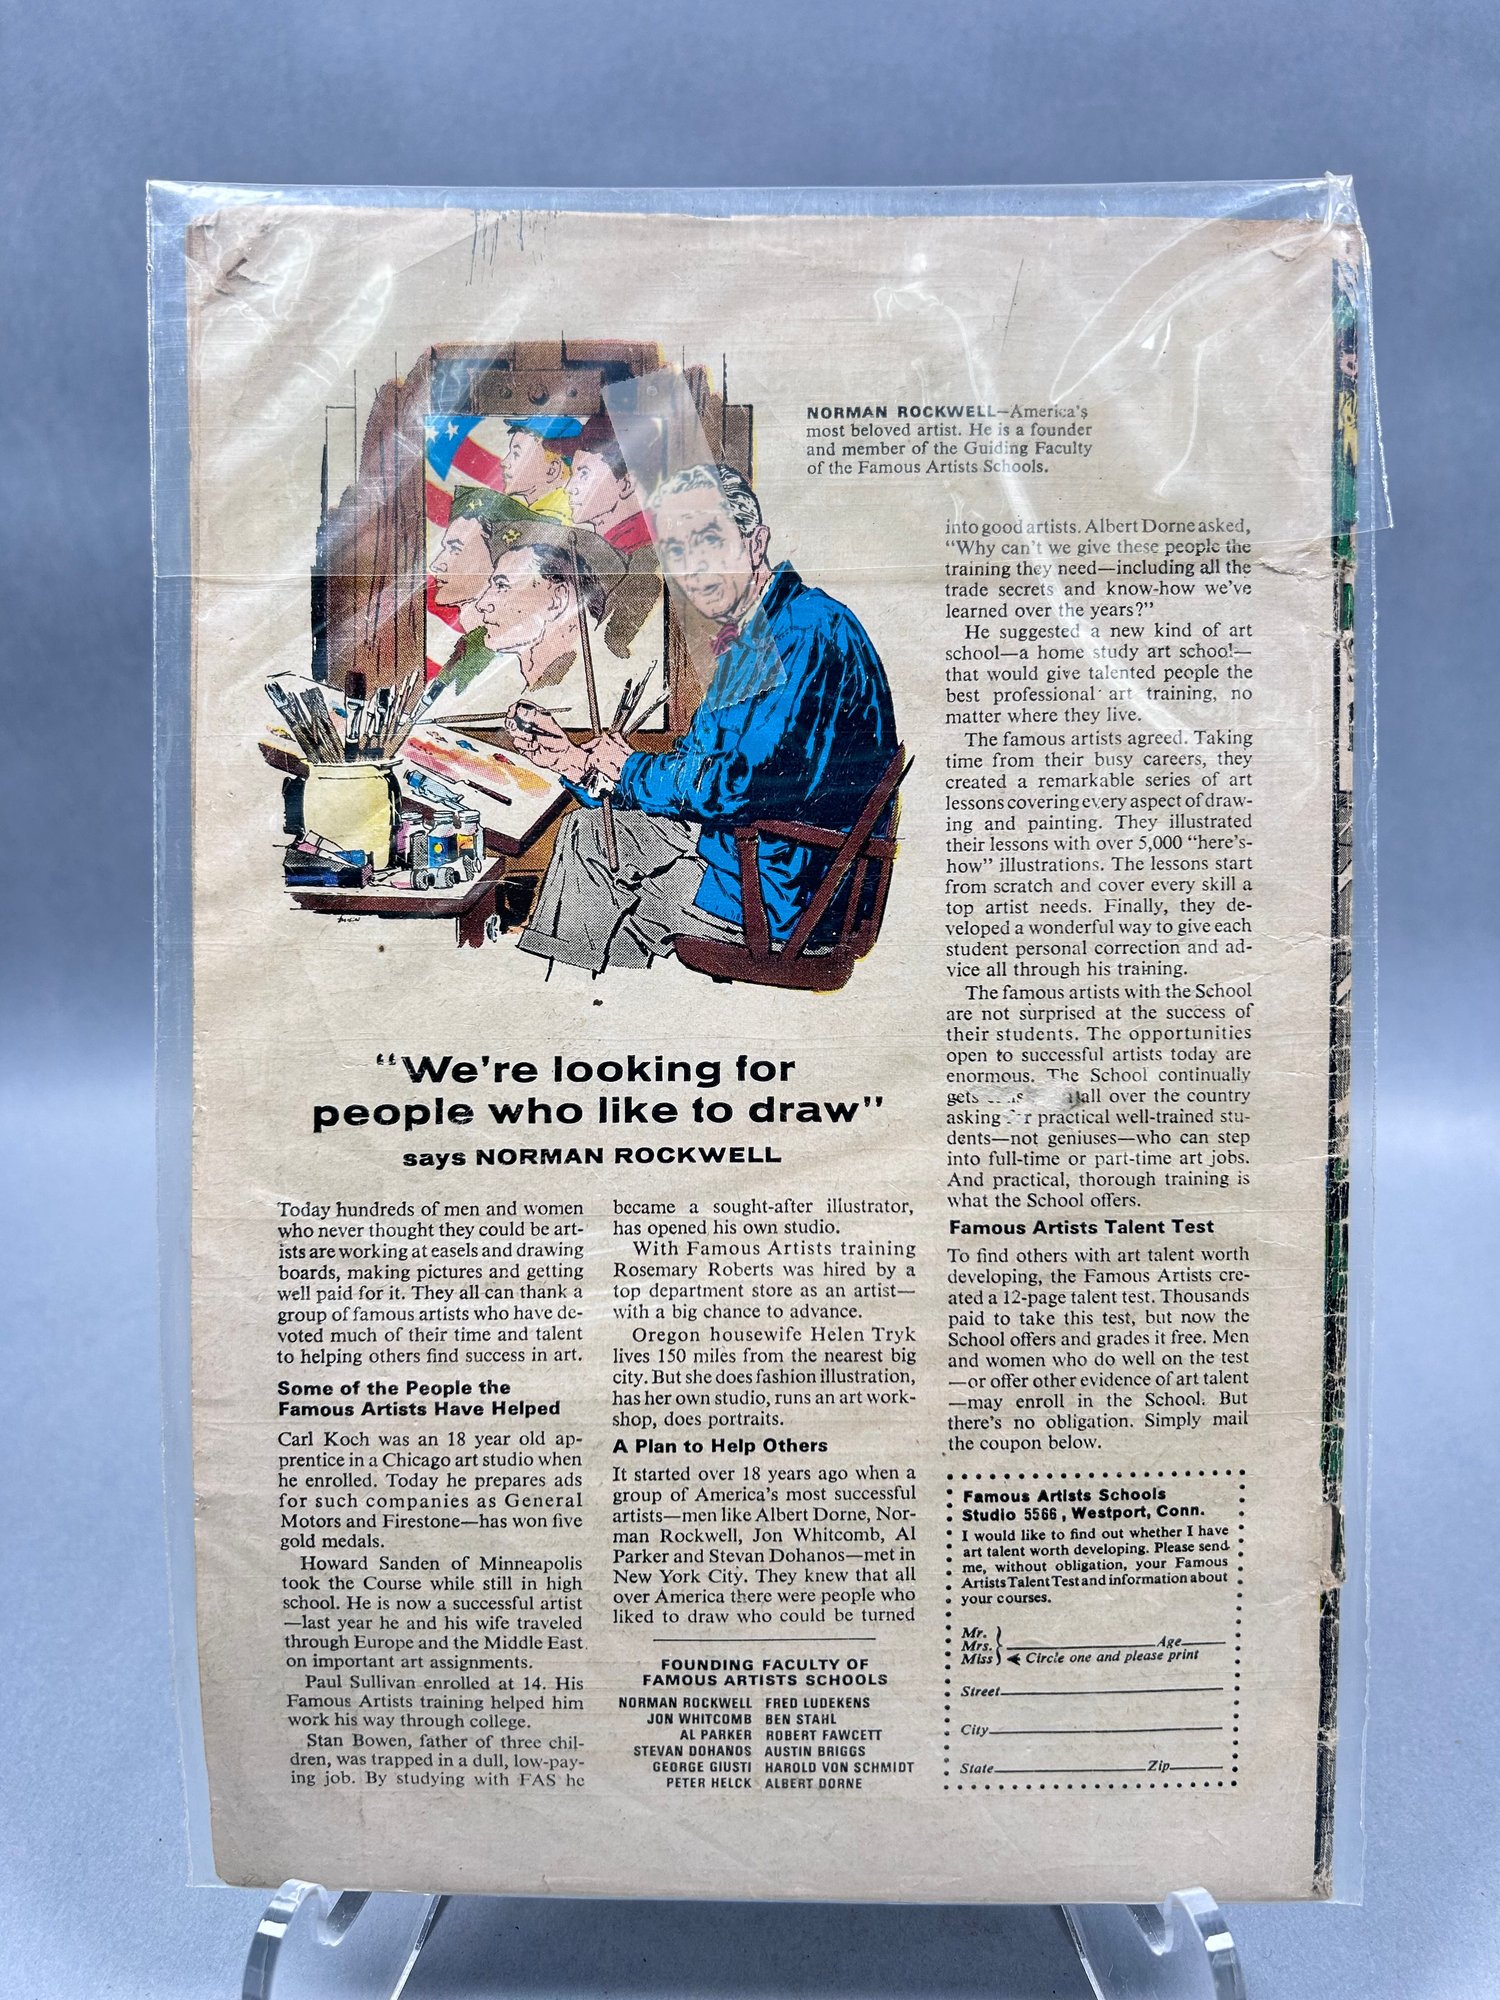 NORMAN ROCKWELL—America's
most beloved artist. He is a founder
and member of the Guiding Faculty
of the Famous Artists Schools.
"We're looking for
people who like to draw"
says NORMAN ROCKWELL
Today hundreds of men and women
who never thought they could be art-
ists are working at easels and drawing
boards, making pictures and getting
well paid for it. They all can thank a
group of famous artists who have de-
voted much of their time and talent
to helping others find success in art.
Some of the People the
Famous Artists Have Helped
Carl Koch was an 18 year old ap-
prentice in a Chicago art studio when
he enrolled. Today he prepares ads
for such companies as General
Motors and Firestone—has won five
gold medals.
Howard Sanden of Minneapolis
took the Course while still in high
school. He is now a successful artist
—last year he and his wife traveled
through Europe and the Middle East
on important art assignments.
Paul Sullivan enrolled at 14. His
Famous Artists training helped him
work his way through college.
Stan Bowen, father of three chil-
dren, was trapped in a dull, low-pay-
ing job. By studying with FAS he
became a sought-after illustrator,
has opened his own studio.
With Famous Artists training
Rosemary Roberts was hired by a
top department store as an artist—
with a big chance to advance.
Oregon housewife Helen Tryk
lives 150 miles from the nearest big
city. But she does fashion illustration,
has her own studio, runs an art work-
shop, does portraits.
A Plan to Help Others
It started over 18 years ago when a
group of America's most successful
artists—men like Albert Dorne, Nor-
man Rockwell, Jon Whitcomb, Al
Parker and Stevan Dohanos—met in
New York City. They knew that all
over America there were people who
liked to draw who could be turned
FOUNDING FACULTY OF
FAMOUS ARTISTS SCHOOLS
NORMAN ROCKWELL FRED LUDEKENS
JON WHITCOMB BEN STAHL
AL PARKER ROBERT FAWCETT
STEVAN DOHANOS AUSTIN BRIGGS
GEORGE GIUSTI HAROLD VON SCHMIDT
PETER HELCK ALBERT DORNE
into good artists. Albert Dorne asked,
"Why can't we give these people the
training they need—including all the
trade secrets and know-how we've
learned over the years?"
He suggested a new kind of art
school—a home study art school—
that would give talented people the
best professional art training, no
matter where they live.
The famous artists agreed. Taking
time from their busy careers, they
created a remarkable series of art
lessons covering every aspect of draw-
ing and painting. They illustrated
their lessons with over 5,000 "here's-
how" illustrations. The lessons start
from scratch and cover every skill a
top artist needs. Finally, they de-
veloped a wonderful way to give each
student personal correction and ad-
vice all through his training.
The famous artists with the School
are not surprised at the success of
their students. The opportunities
open to successful artists today are
enormous. The School continually
gets all over the country
asking for practical well-trained stu-
dents—not geniuses—who can step
into full-time or part-time art jobs.
And practical, thorough training is
what the School offers.
Famous Artists Talent Test
To find others with art talent worth
developing, the Famous Artists cre-
ated a 12-page talent test. Thousands
paid to take this test, but now the
School offers and grades it free. Men
and women who do well on the test
—or offer other evidence of art talent
—may enroll in the School. But
there's no obligation. Simply mail
the coupon below.
Famous Artists Schools
Studio 5566, Westport, Conn.
I would like to find out whether I have
art talent worth developing. Please send
me, without obligation, your Famous
Artists Talent Test and information about
your courses.
Mr.
Mrs. Age
Miss Circle one and please print
Street
City
State Zip